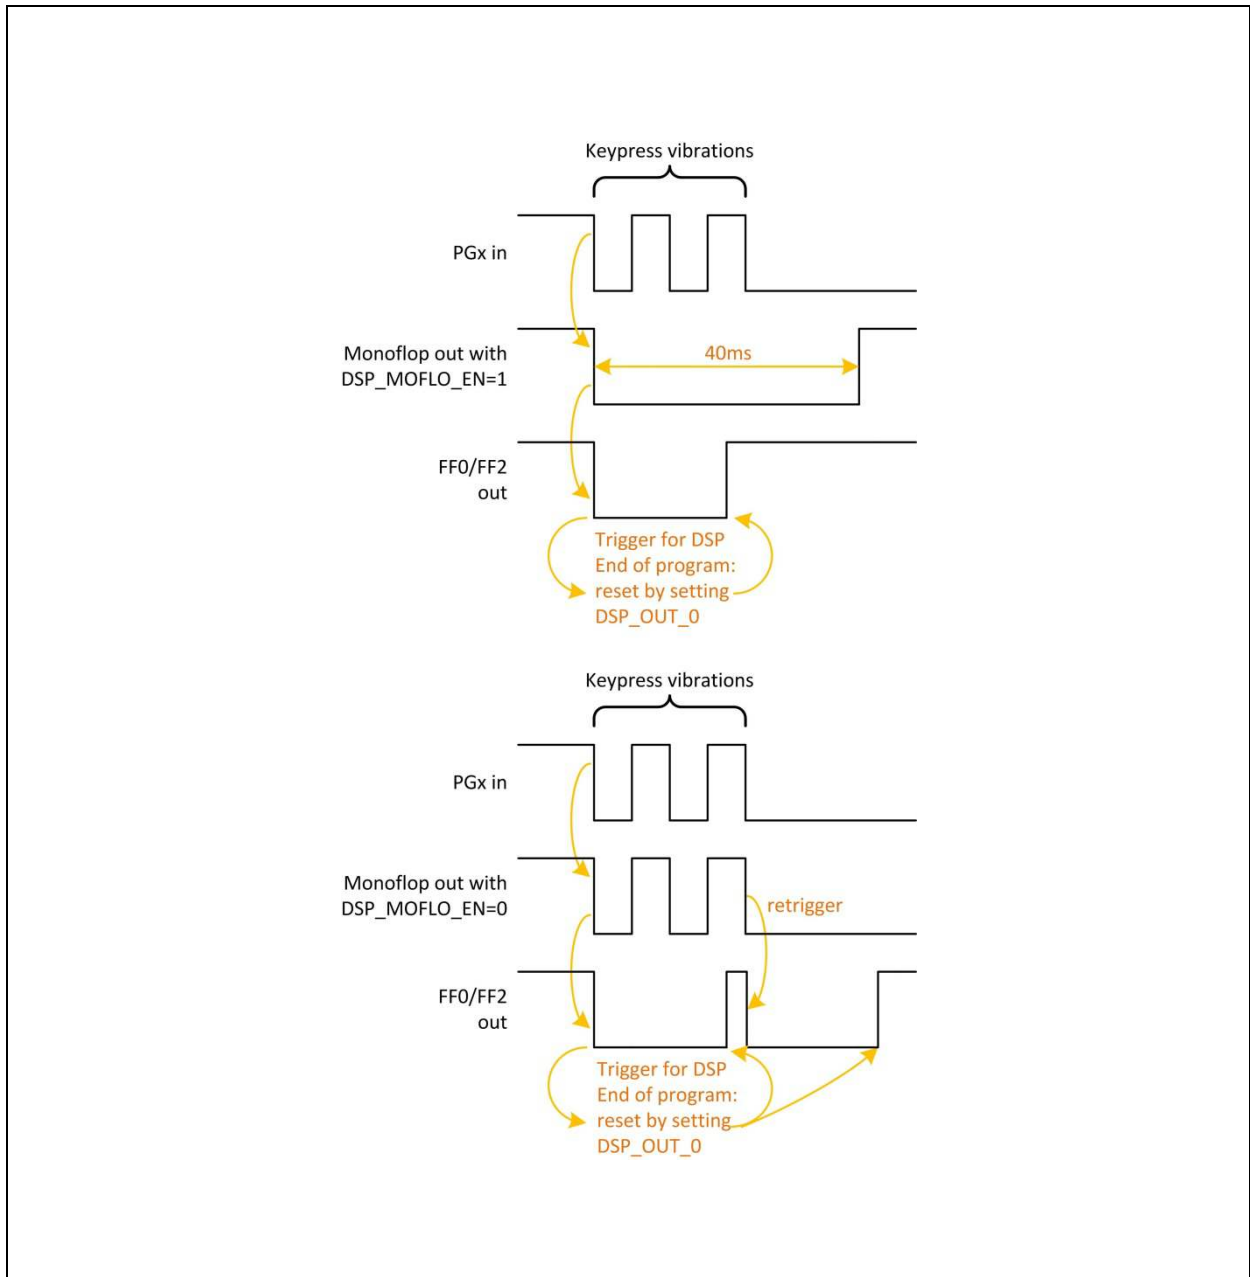 Keypress vibrations
PGx in
Monoflop out with
DSP_MOFLO_EN=1
40ms
FF0/FF2
out
Trigger for DSP
End of program:
reset by setting
DSP_OUT_0
Keypress vibrations
PGx in
Monoflop out with
DSP_MOFLO_EN=0
retrigger
FF0/FF2
out
Trigger for DSP
End of program:
reset by setting
DSP_OUT_0